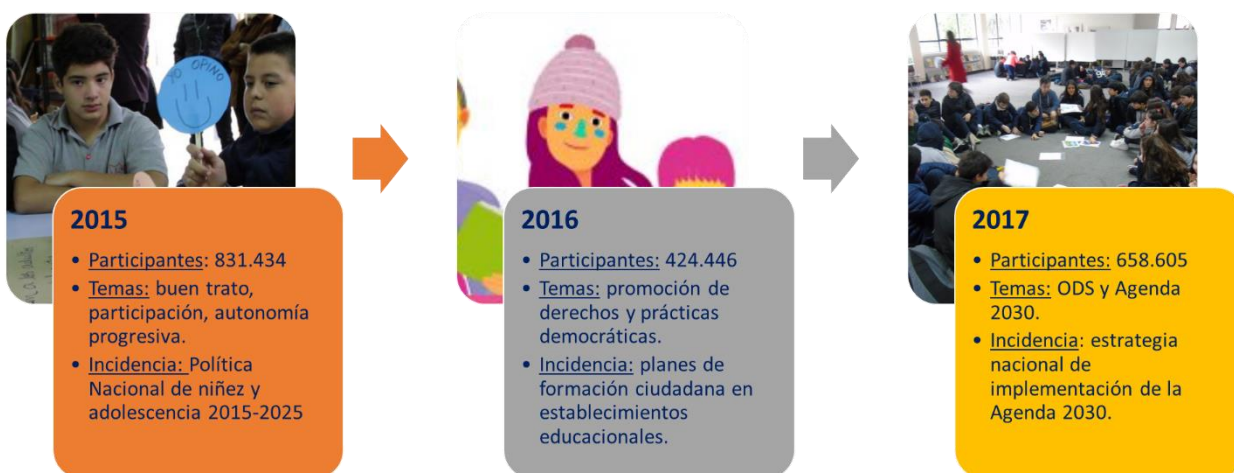 YO OPINO
2015
• Participantes: 831.434
• Temas: buen trato,
participación, autonomía
progresiva.
• Incidencia: Política
Nacional de niñez y
adolescencia 2015-2025
2016
• Participantes: 424.446
• Temas: promoción de
derechos y prácticas
democráticas.
• Incidencia: planes de
formación ciudadana en
establecimientos
educacionales.
2017
• Participantes: 658.605
• Temas: ODS y Agenda
2030.
• Incidencia: estrategia
nacional de
implementación de la
Agenda 2030.